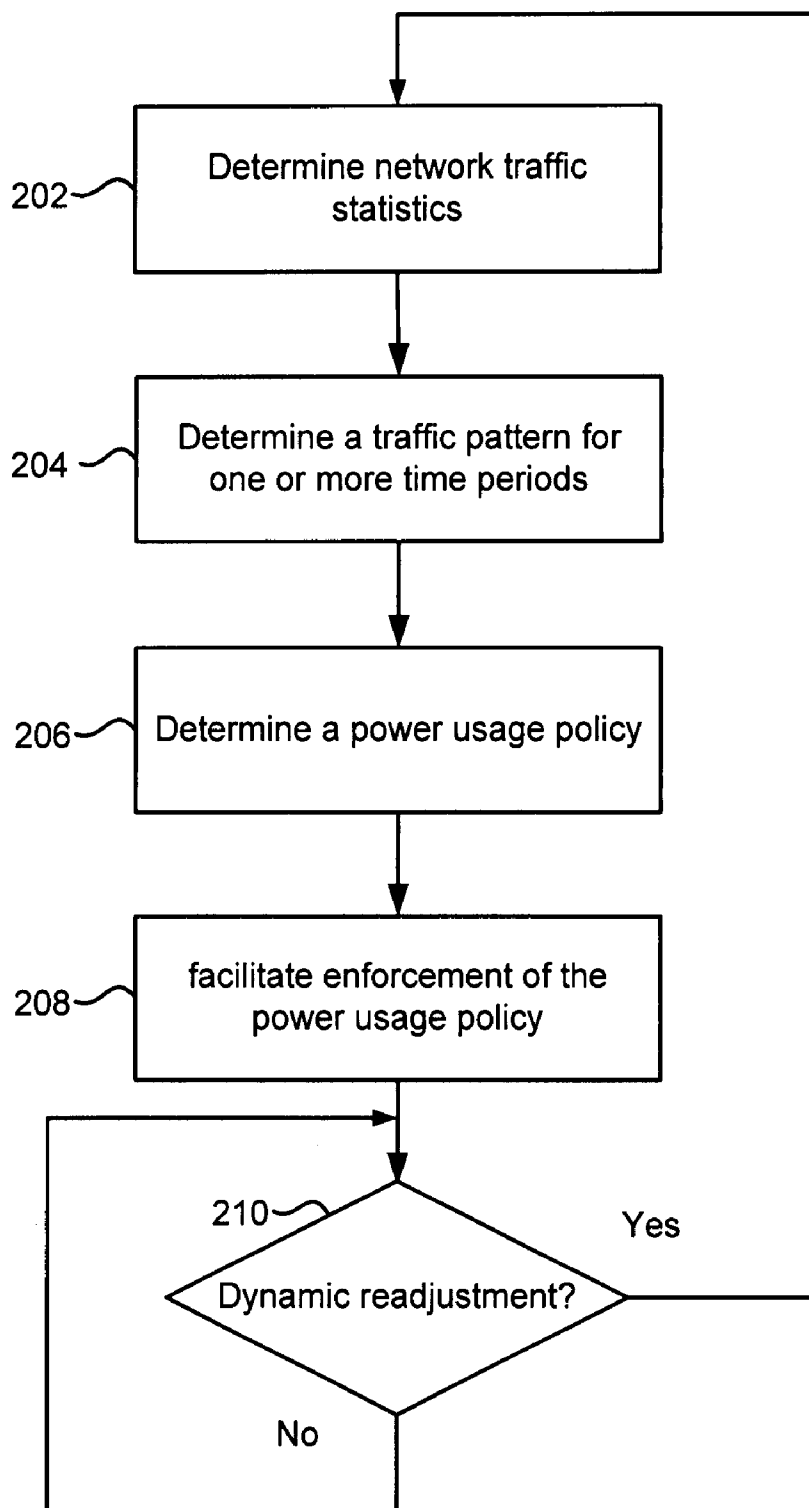 202
Determine network traffic
statistics
204
Determine a traffic pattern for
one or more time periods
206
Determine a power usage policy
208
facilitate enforcement of the
power usage policy
210
Dynamic readjustment?
Yes
No